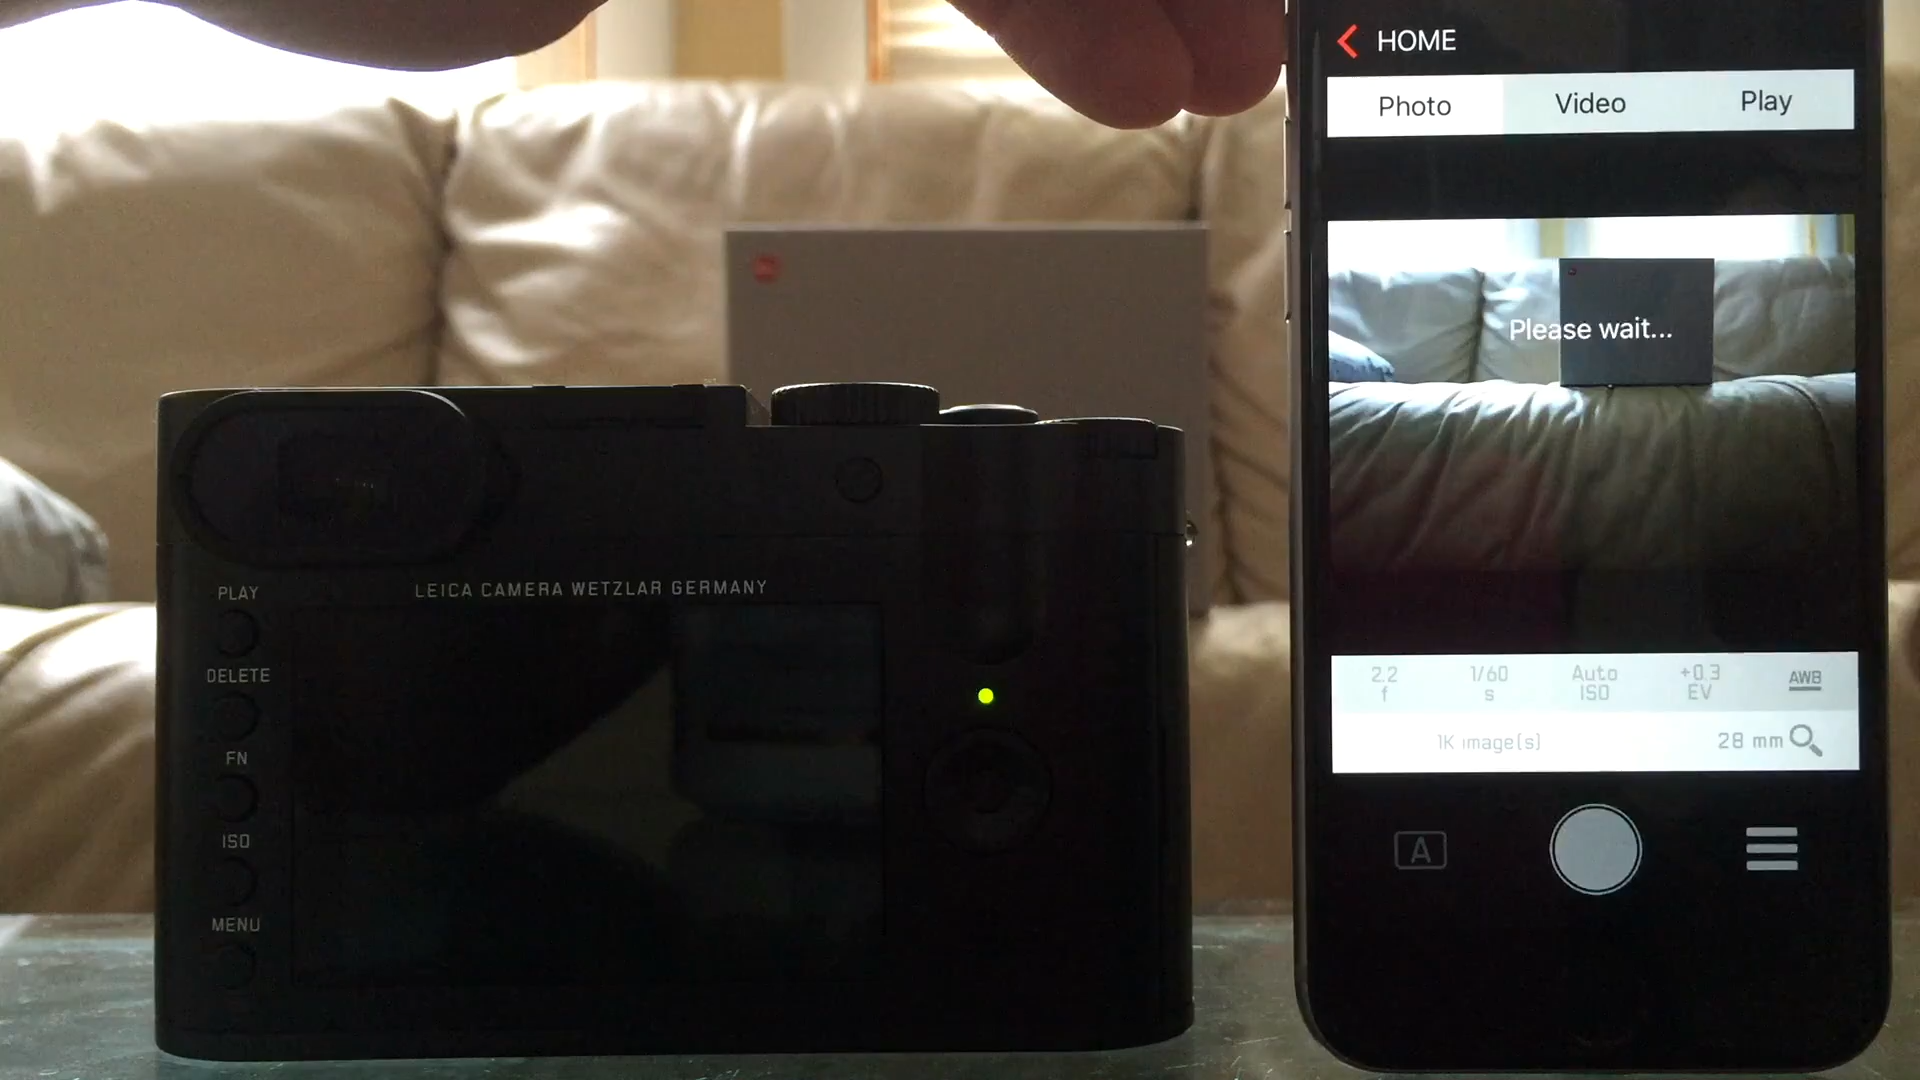 HOME
Photo Video Play
Please wait...
LEICA CAMERA WETZLAR GERMANY
PLAY
DELETE
FN
ISO
MENU
2.2 1/60 Auto +0.3 AWB
f s ISO EV
1K image(s) 28 mm
A